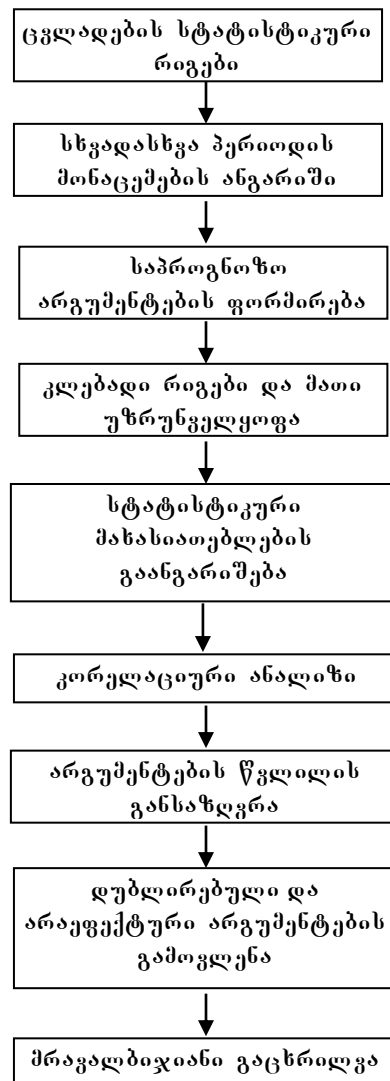 ცვლადების სტატისტიკური
რიგები
სხვადასხვა პერიოდის
მონაცემების ანგარიში
საპროგნოზო
არგუმენტების ფორმირება
კლებადი რიგები და მათი
უზრუნველყოფა
სტატისტიკური
მახასიათებლების
გაანგარიშება
კორელაციური ანალიზი
არგუმენტების წვლილის
განსაზღვრა
დუბლირებული და
არაეფექტური არგუმენტების
გამოვლენა
მრავალბიჯიანი გაცხრილვა